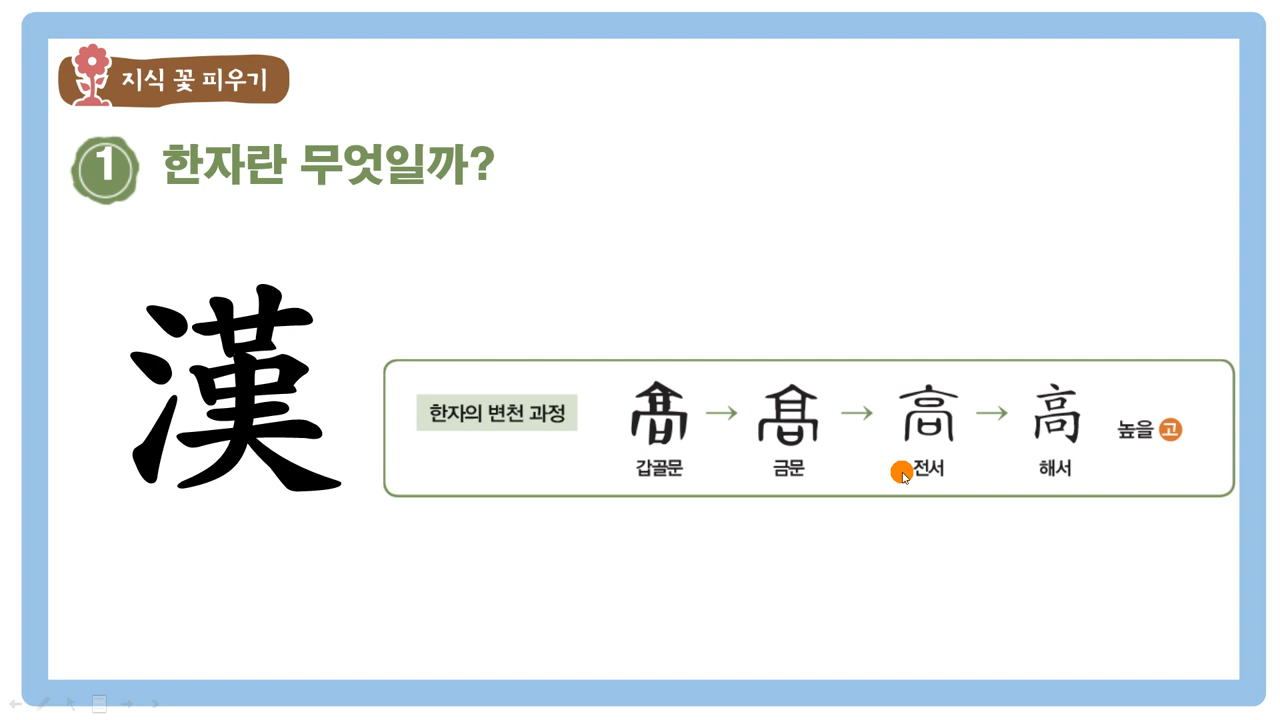 지식 꽃 피우기
1 한자란 무엇일까?
漢
한자의 변천 과정
高 → 高 → 高 → 高 높을 고
갑골문 금문 전서 해서